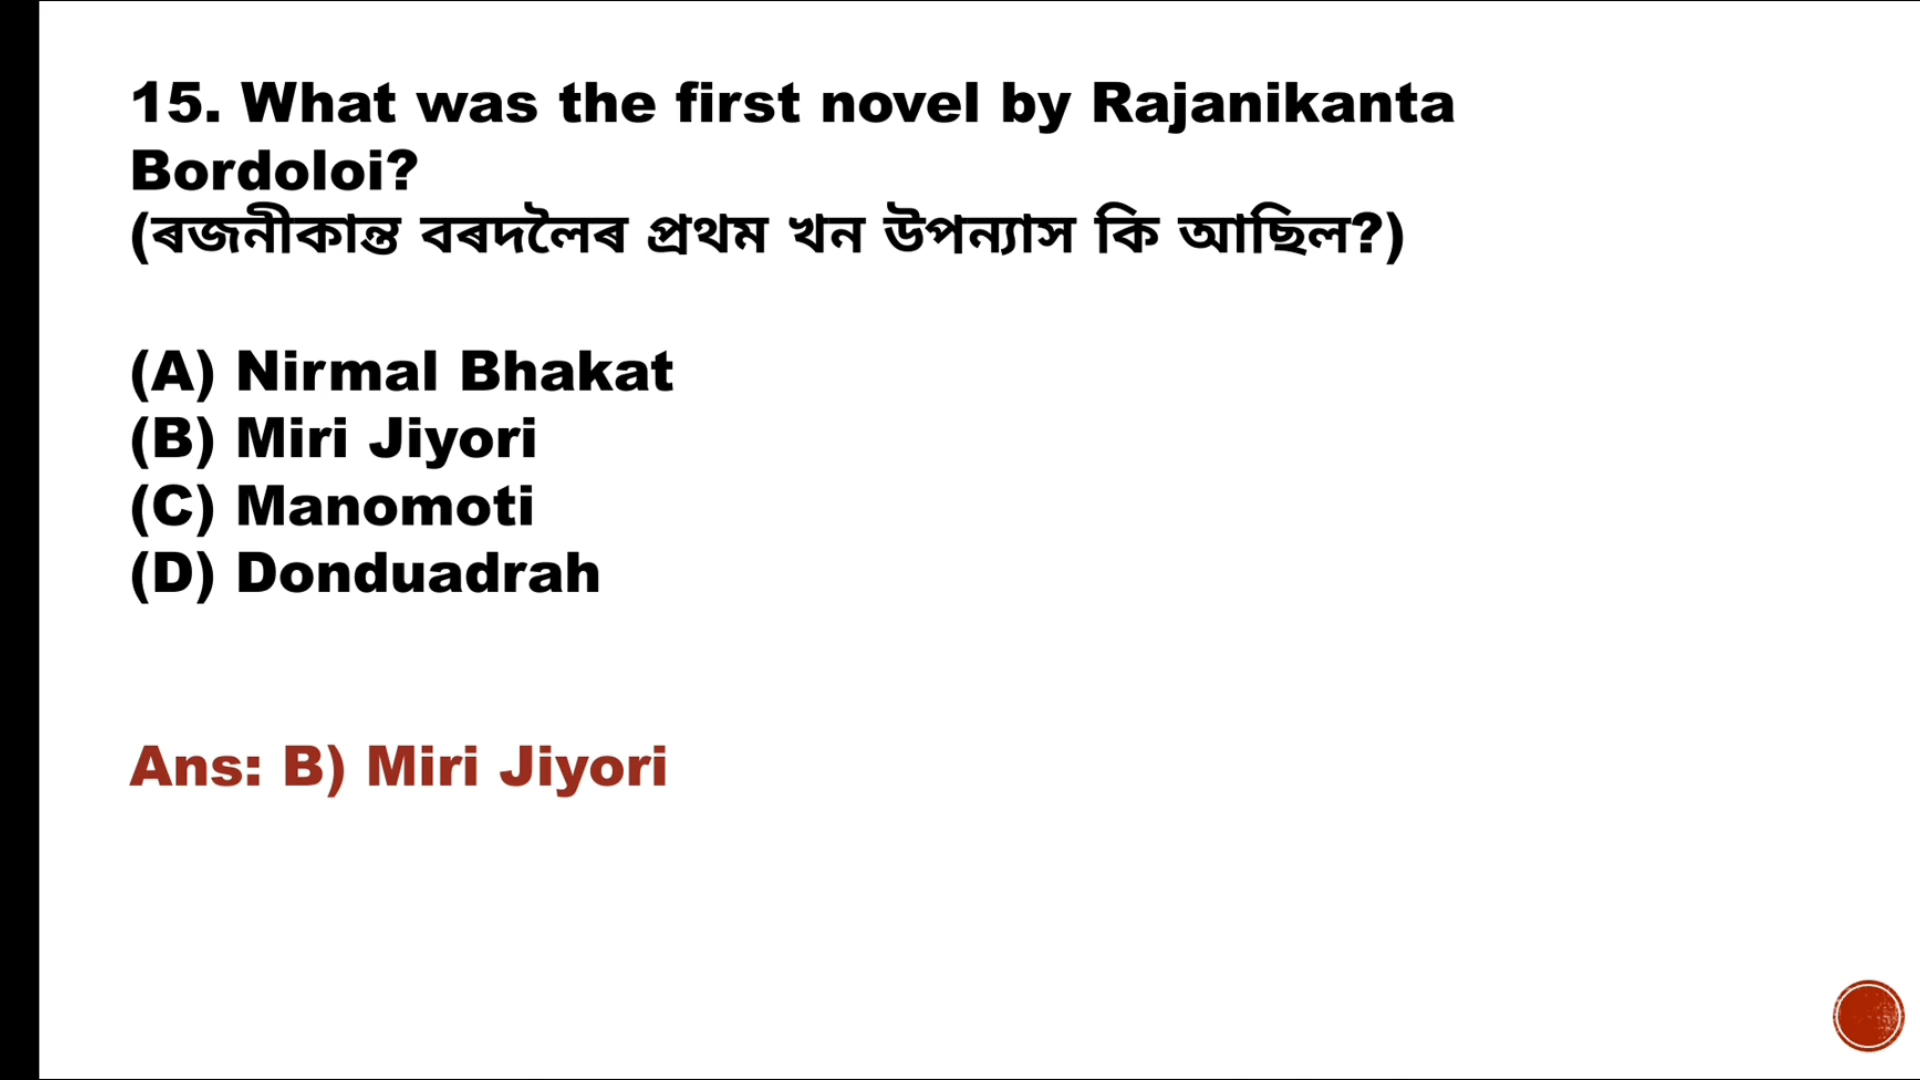 15. What was the first novel by Rajanikanta
Bordoloi?
(ৰজনীকান্ত বৰদলৈৰ প্ৰথম খন উপন্যাস কি আছিল?)
(A) Nirmal Bhakat
(B) Miri Jiyori
(C) Manomoti
(D) Donduadrah
Ans: B) Miri Jiyori